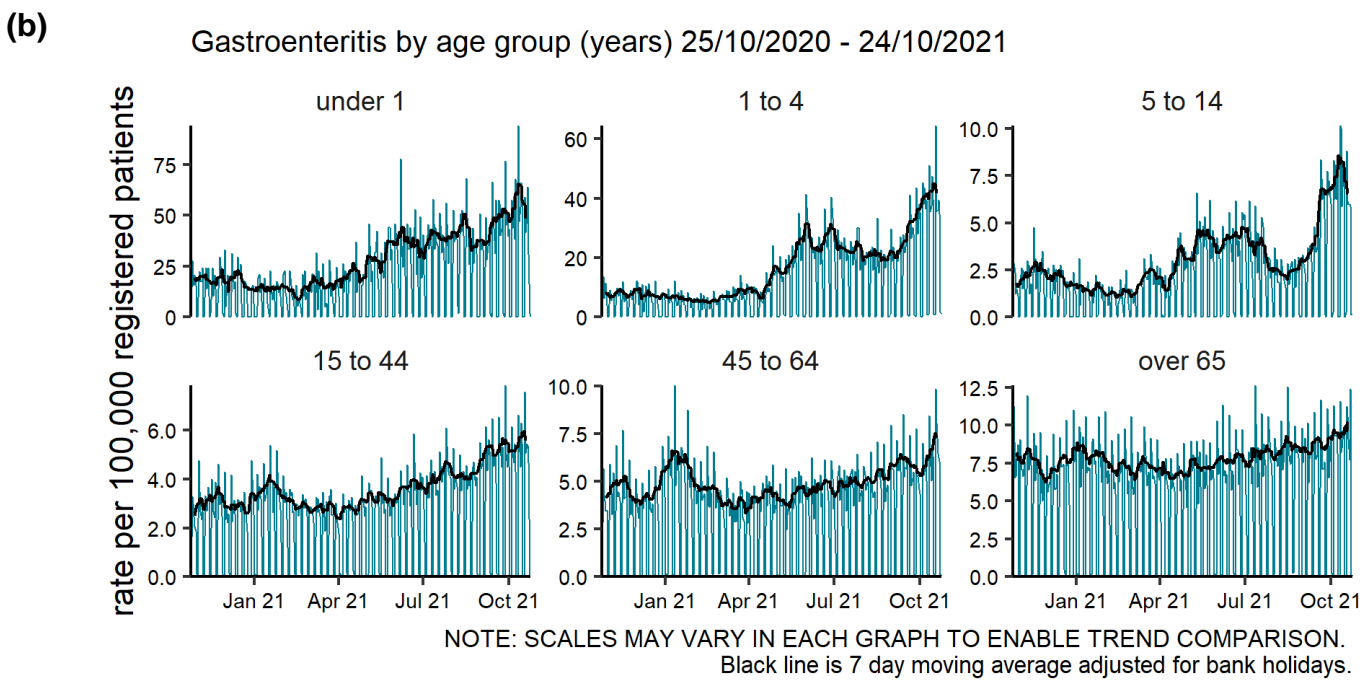 (b)
Gastroenteritis by age group (years) 25/10/2020 - 24/10/2021
rate per 100,000 registered patients
under 1
75
50
25
0
1 to 4
60
40
20
0
5 to 14
10.0
7.5
5.0
2.5
0.0
15 to 44
6.0
4.0
2.0
0.0
Jan 21 Apr 21 Jul 21 Oct 21
45 to 64
10.0
7.5
5.0
2.5
0.0
Jan 21 Apr 21 Jul 21 Oct 21
over 65
12.5
10.0
7.5
5.0
2.5
0.0
Jan 21 Apr 21 Jul 21 Oct 21
NOTE: SCALES MAY VARY IN EACH GRAPH TO ENABLE TREND COMPARISON.
Black line is 7 day moving average adjusted for bank holidays.